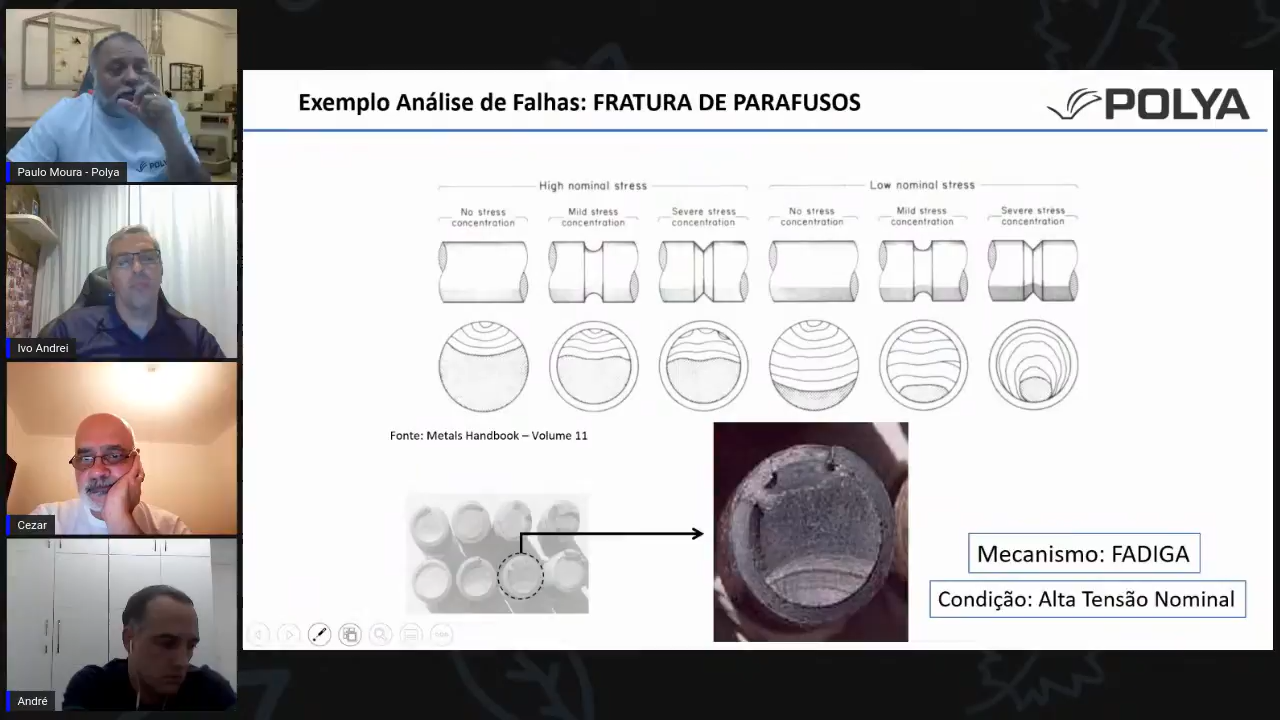 Exemplo Análise de Falhas: FRATURA DE PARAFUSOS
POLYA
High nominal stress
Low nominal stress
No stress
concentration
Mild stress
concentration
Severe stress
concentration
No stress
concentration
Mild stress
concentration
Severe stress
concentration
Fonte: Metals Handbook – Volume 11
Mecanismo: FADIGA
Condição: Alta Tensão Nominal
Paulo Moura - Polya
POLYA
Ivo Andrei
Cezar
André